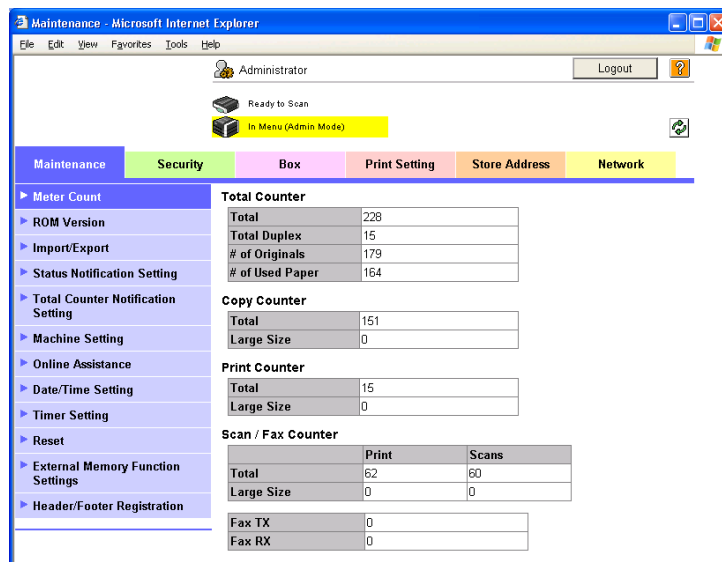 Maintenance - Microsoft Internet Explorer
File Edit View Favorites Tools Help
Administrator Logout ?
Ready to Scan
In Menu (Admin Mode)
Maintenance Security Box Print Setting Store Address Network
Meter Count
ROM Version
Import/Export
Status Notification Setting
Total Counter Notification
Setting
Machine Setting
Online Assistance
Date/Time Setting
Timer Setting
Reset
External Memory Function
Settings
Header/Footer Registration
Total Counter
Total 228
Total Duplex 15
# of Originals 179
# of Used Paper 164
Copy Counter
Total 151
Large Size 0
Print Counter
Total 15
Large Size 0
Scan / Fax Counter
Print Scans
Total 62 60
Large Size 0 0
Fax TX 0
Fax RX 0